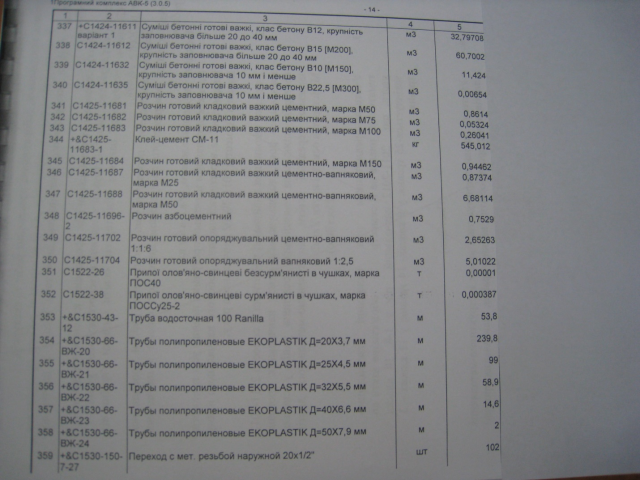 Програмний комплекс АВК-5 (3.0.5)
- 14 -
1 2 3 4 5
337 +С1424-11611 Суміші бетонні готові важкі, клас бетону В12, крупність
варіант 1 заповнювача більше 20 до 40 мм м3 32,79708
338 С1424-11612 Суміші бетонні готові важкі, клас бетону В15 [М200],
крупність заповнювача більше 20 до 40 мм м3 60,7002
339 С1424-11632 Суміші бетонні готові важкі, клас бетону В10 [М150],
крупність заповнювача 10 мм і менше м3 11,424
340 С1424-11635 Суміші бетонні готові важкі, клас бетону В22,5 [М300],
крупність заповнювача 10 мм і менше м3 0,00654
341 С1425-11681 Розчин готовий кладковий важкий цементний, марка М50 м3 0,8614
342 С1425-11682 Розчин готовий кладковий важкий цементний, марка М75 м3 0,05324
343 С1425-11683 Розчин готовий кладковий важкий цементний, марка М100 м3 0,26041
344 +&С1425- Клей-цемент СМ-11 кг 545,012
11683-1
345 С1425-11684 Розчин готовий кладковий важкий цементний, марка М150 м3 0,94462
346 С1425-11687 Розчин готовий кладковий важкий цементно-вапняковий, м3 0,87374
марка М25
347 С1425-11688 Розчин готовий кладковий важкий цементно-вапняковий, м3 6,68114
марка М50
348 С1425-11696- Розчин азбоцементний м3 0,7529
2
349 С1425-11702 Розчин готовий опоряджувальний цементно-вапняковий м3 2,65263
1:1:6
350 С1425-11704 Розчин готовий опоряджувальний вапняковий 1:2,5 м3 5,01022
351 С1522-26 Припої олов'яно-свинцеві безсурм'янисті в чушках, марка т 0,00001
ПОС40
352 С1522-38 Припої олов'яно-свинцеві сурм'янисті в чушках, марка т 0,000387
ПОССу25-2
353 +&С1530-43- Труба водосточная 100 Ranilla м 53,8
12
354 +&С1530-66- Трубы полипропиленовые EKOPLASTIK Д=20Х3,7 мм м 239,8
ВЖ-20
355 +&С1530-66- Трубы полипропиленовые EKOPLASTIK Д=25Х4,5 мм м 99
ВЖ-21
356 +&С1530-66- Трубы полипропиленовые EKOPLASTIK Д=32Х5,5 мм м 58,9
ВЖ-22
357 +&С1530-66- Трубы полипропиленовые EKOPLASTIK Д=40Х6,6 мм м 14,6
ВЖ-23
358 +&С1530-66- Трубы полипропиленовые EKOPLASTIK Д=50Х7,9 мм м 2
ВЖ-24
359 +&С1530-150- Переход с мет. резьбой наружной 20х1/2" шт 102
7-27